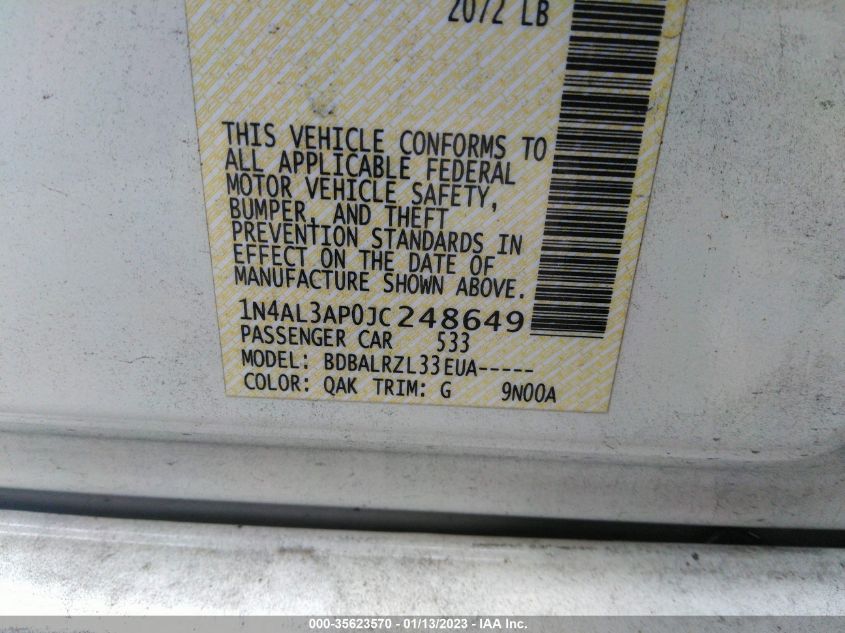 2072 LB
THIS VEHICLE CONFORMS TO
ALL APPLICABLE FEDERAL
MOTOR VEHICLE SAFETY,
BUMPER, AND THEFT
PREVENTION STANDARDS IN
EFFECT ON THE DATE OF
MANUFACTURE SHOWN ABOVE.
1N4AL3AP0JC248649
PASSENGER CAR 533
MODEL: BDBALRZL33EUA-----
COLOR: QAK TRIM: G 9N00A
000-35623570 - 01/13/2023 - IAA Inc.